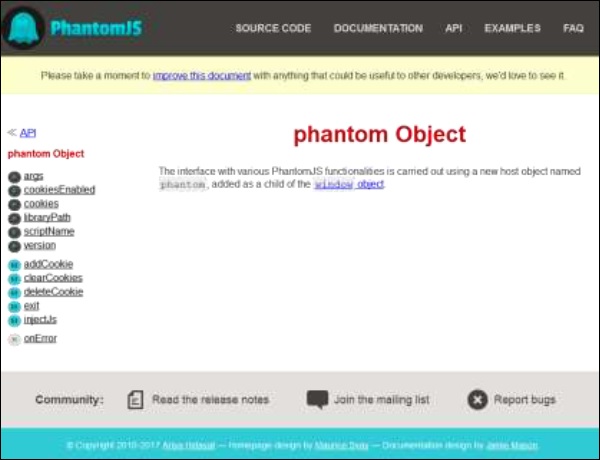 PhantomJS
SOURCE CODE DOCUMENTATION API EXAMPLES FAQ
Please take a moment to improve this document with anything that could be useful to other developers, we'd love to see it.
≪ API
phantom Object
args
cookiesEnabled
cookies
libraryPath
scriptName
version
addCookie
clearCookies
deleteCookie
exit
injectJs
onError
phantom Object
The interface with various PhantomJS functionalities is carried out using a new host object named
phantom, added as a child of the window object.
Community: Read the release notes Join the mailing list Report bugs
© Copyright 2010-2017 Ariya Hidayat — Homepage design by — Documentation design by Jamie Mason.